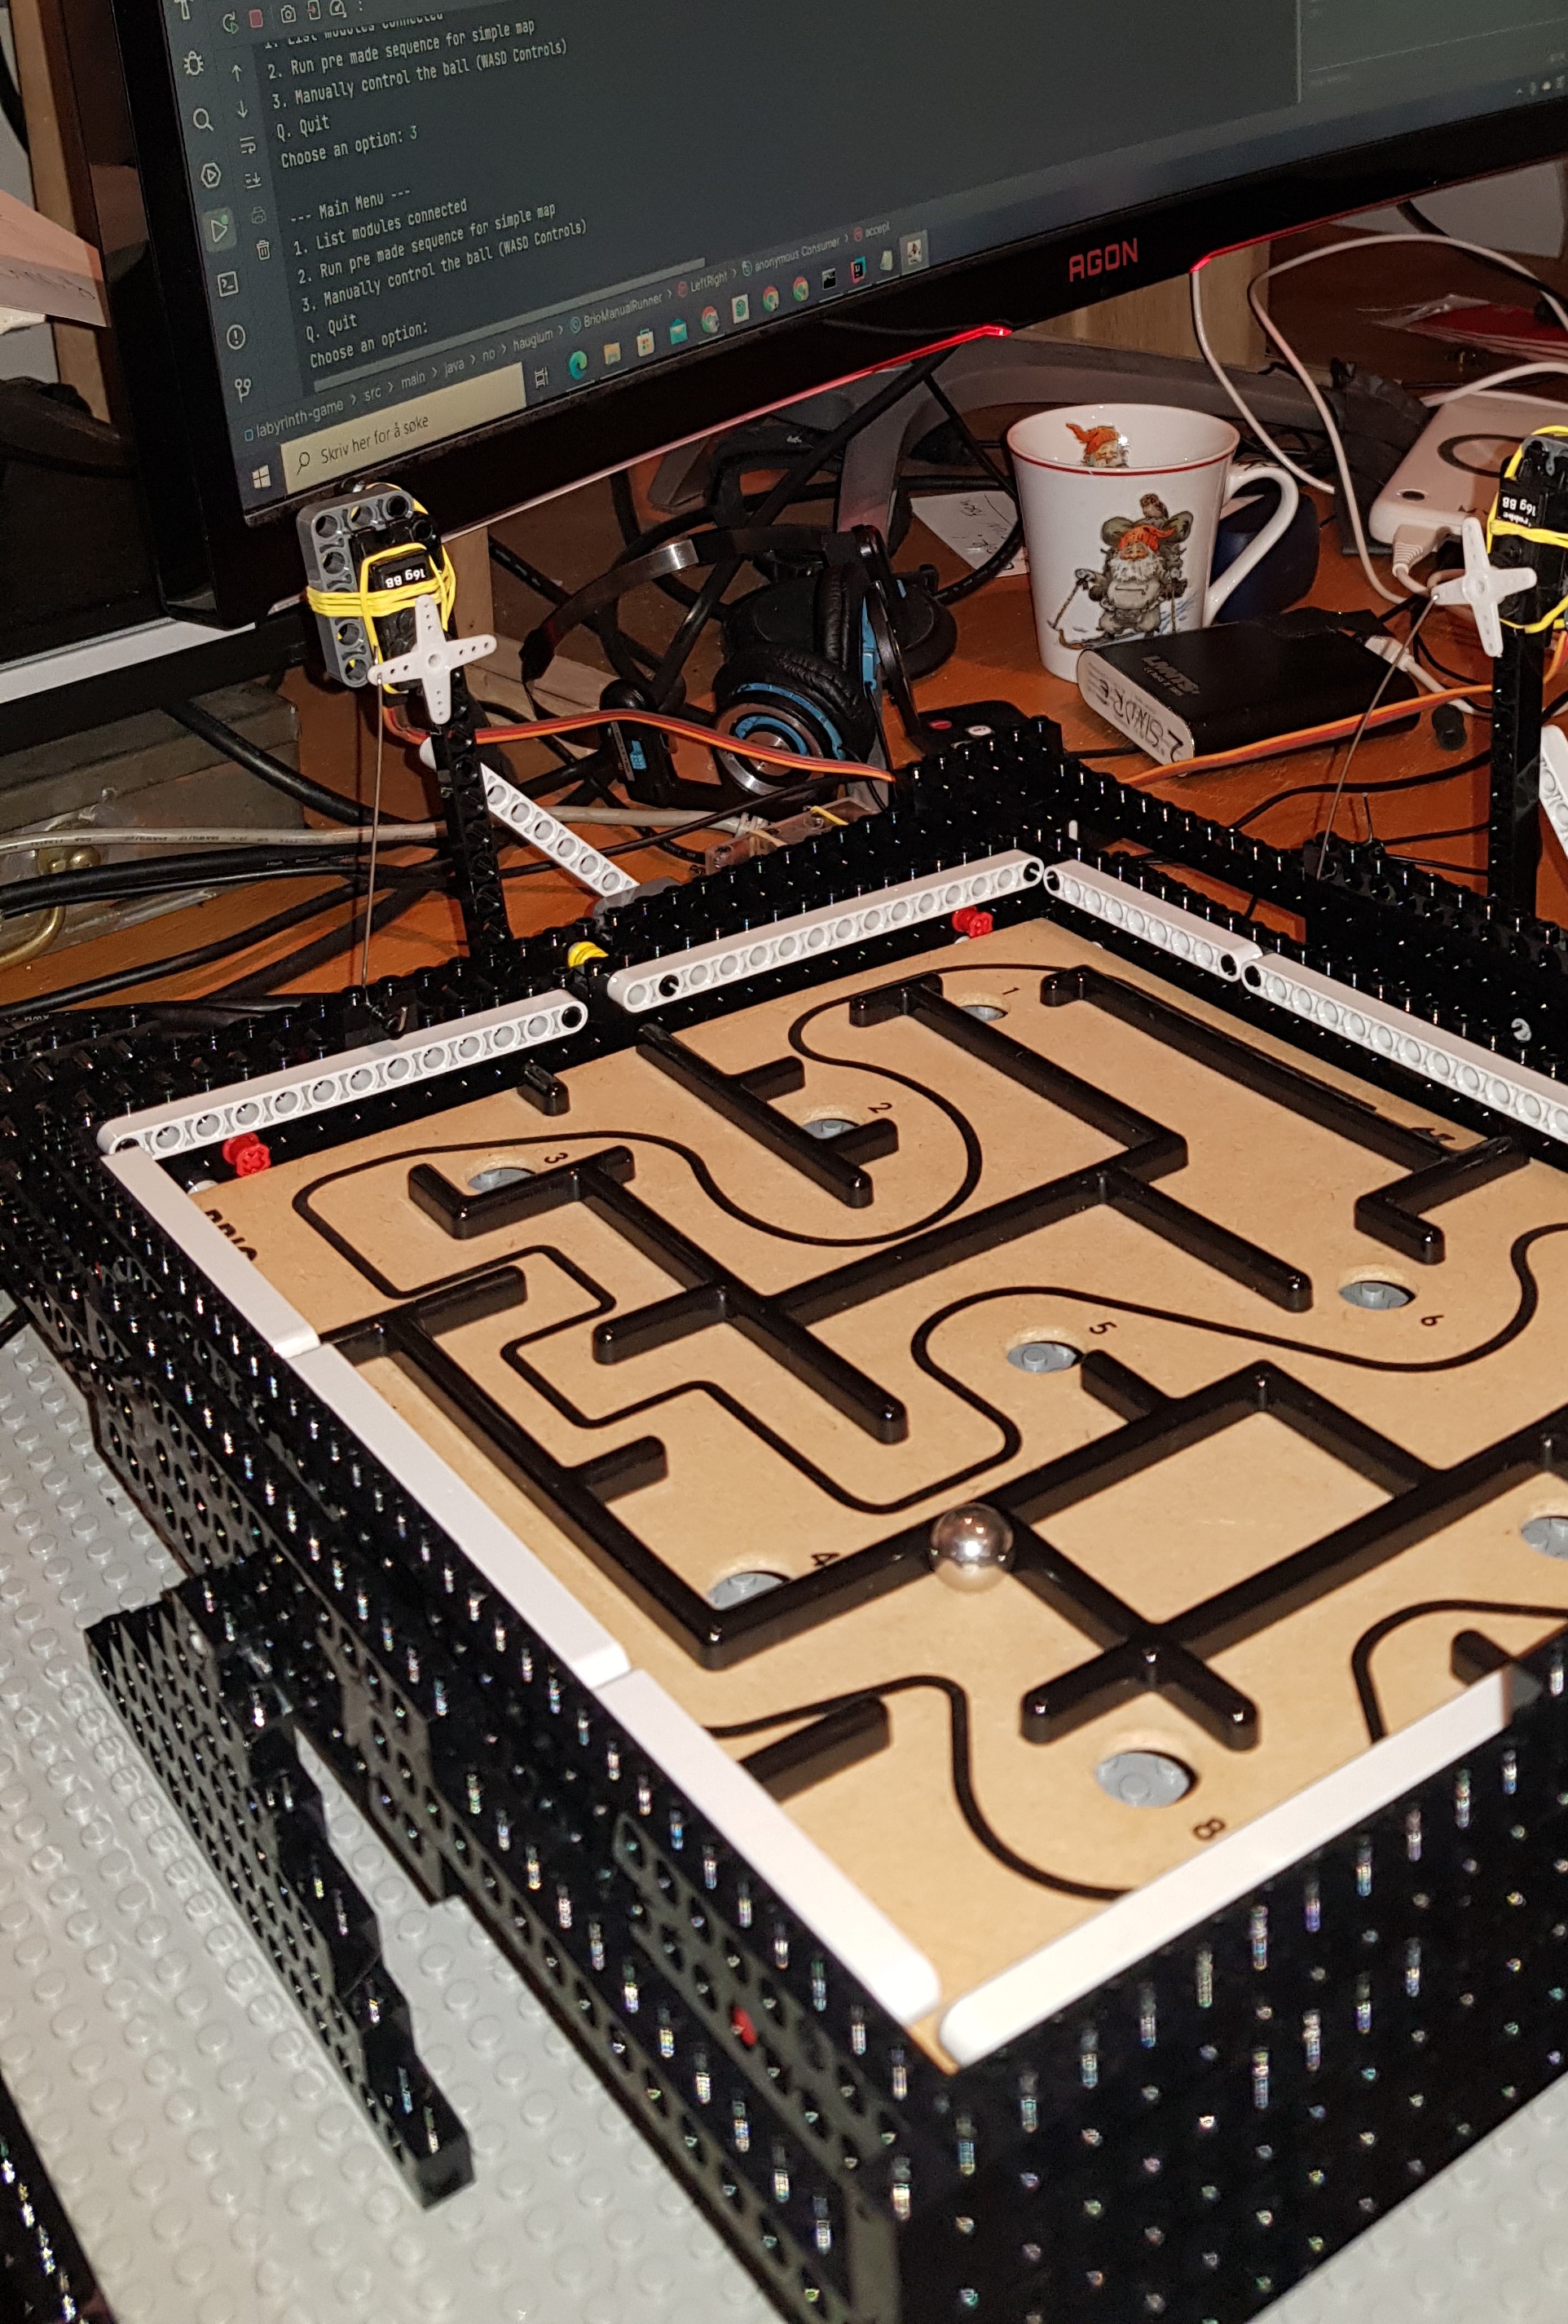 1. List modules connected
2. Run pre made sequence for simple map
3. Manually control the ball (WASD Controls)
Q. Quit
Choose an option: 3
--- Main Menu ---
1. List modules connected
2. Run pre made sequence for simple map
3. Manually control the ball (WASD Controls)
Q. Quit
Choose an option:
labyrinth-game > src > main > java > no > hauglum > BrioManualRunner > LeftRight > anonymous Consumer > accept
Skriv her for å søke
AGON
16g BB
16g BB
1
2
3
BRIO
5
6
4
8